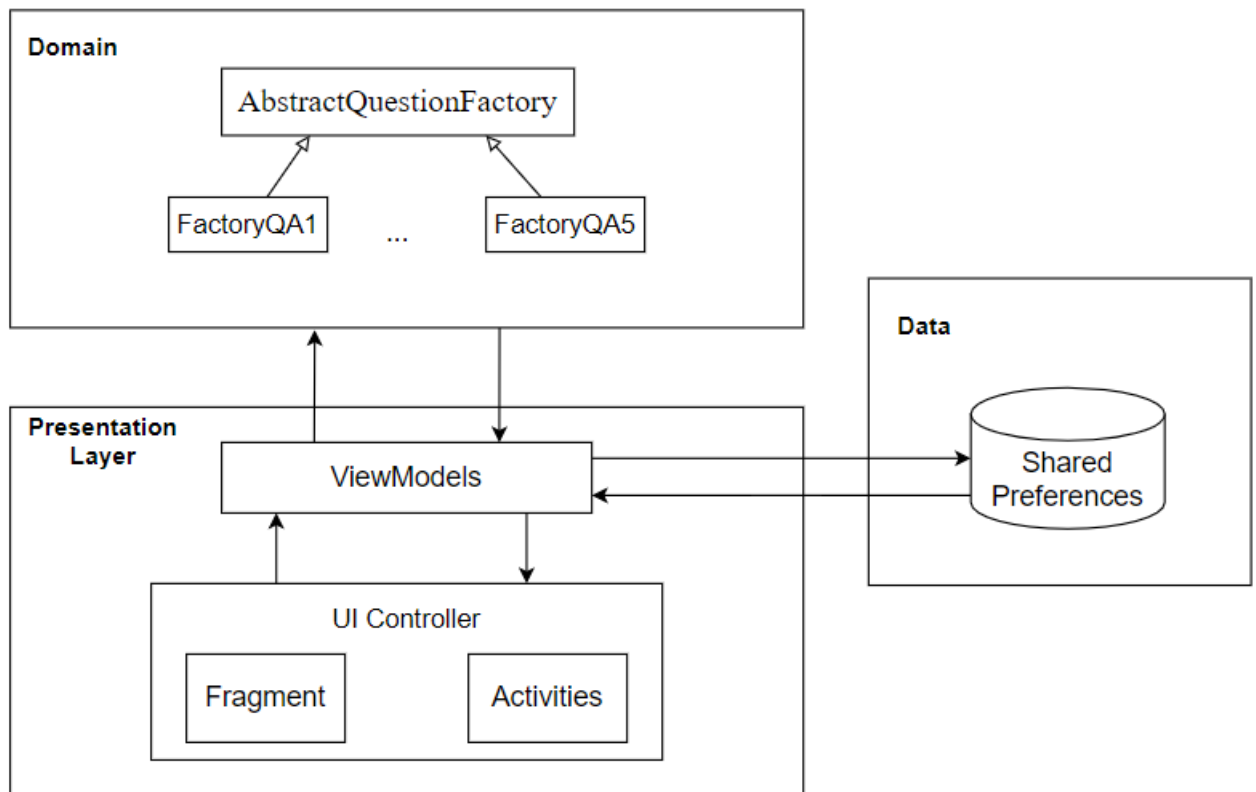 Domain
AbstractQuestionFactory
FactoryQA1
...
FactoryQA5
Data
Shared
Preferences
Presentation
Layer
ViewModels
UI Controller
Fragment
Activities